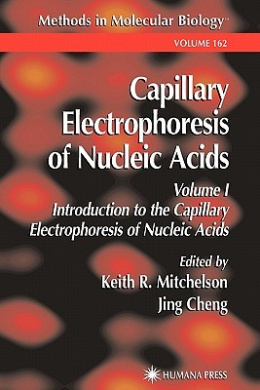 Methods in Molecular Biology™
VOLUME 162
Capillary
Electrophoresis
of Nucleic Acids
Volume I
Introduction to the Capillary
Electrophoresis of Nucleic Acids
Edited by
Keith R. Mitchelson
Jing Cheng
HUMANA PRESS